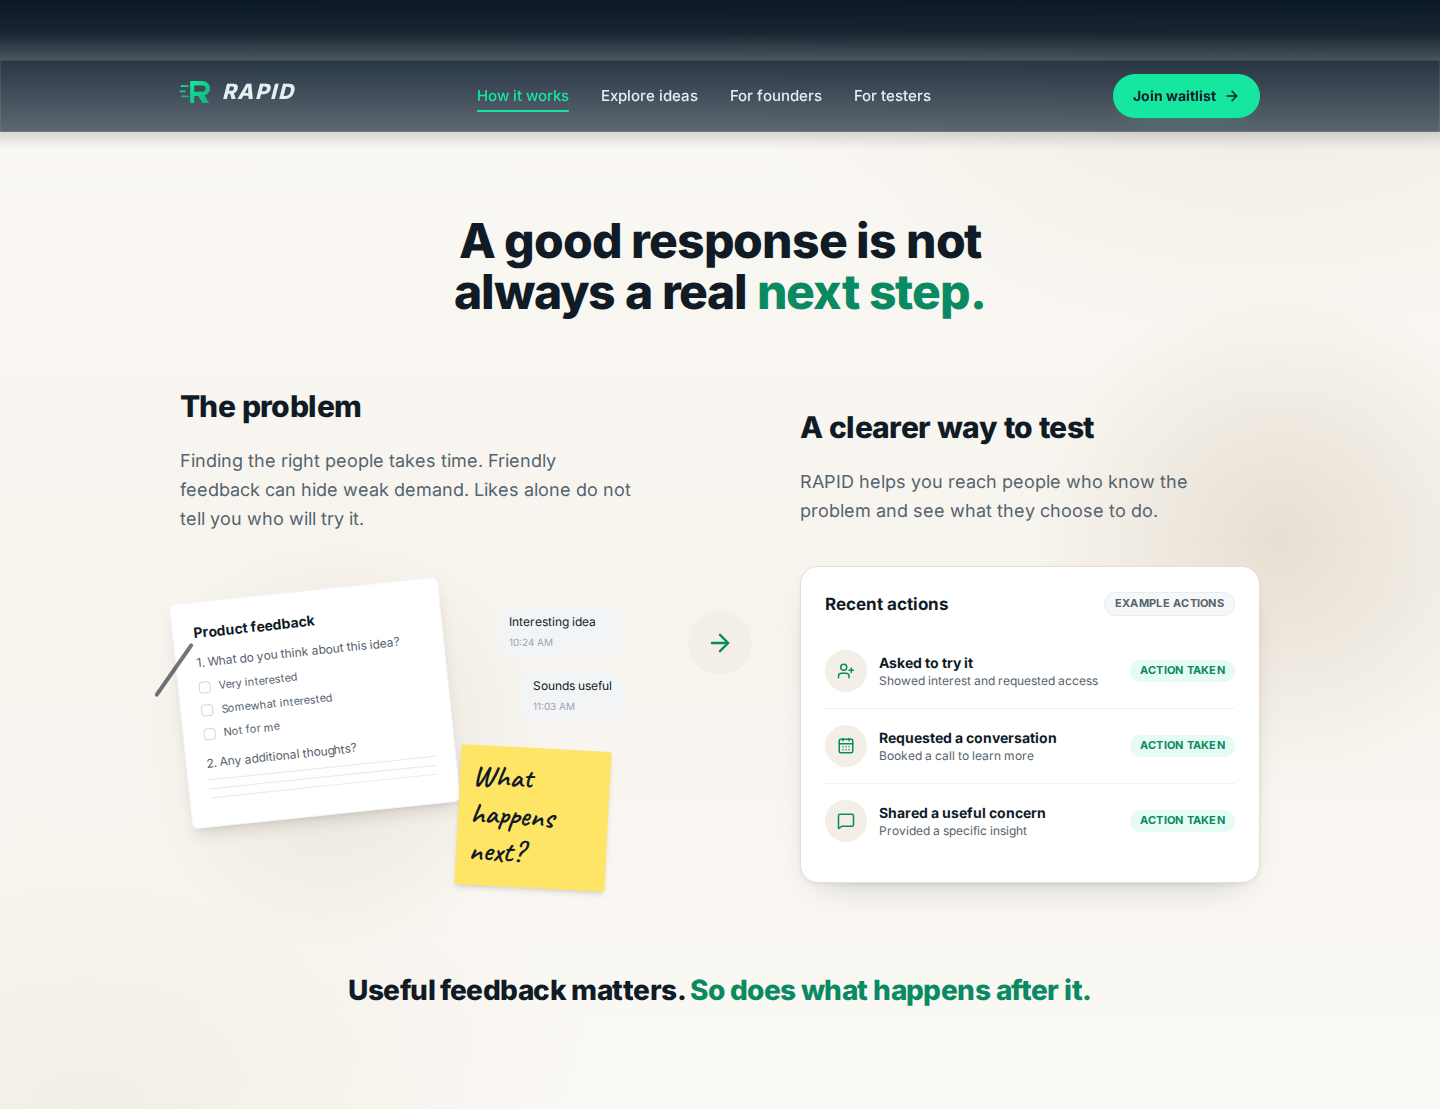 RAPID
How it works
Explore ideas
For founders
For testers
Join waitlist
A good response is not
always a real next step.
The problem
Finding the right people takes time. Friendly
feedback can hide weak demand. Likes alone do not
tell you who will try it.
Product feedback
1. What do you think about this idea?
Very interested
Somewhat interested
Not for me
2. Any additional thoughts?
Interesting idea
10:24 AM
Sounds useful
11:03 AM
What
happens
next?
A clearer way to test
RAPID helps you reach people who know the
problem and see what they choose to do.
Recent actions
EXAMPLE ACTIONS
Asked to try it
Showed interest and requested access
ACTION TAKEN
Requested a conversation
Booked a call to learn more
ACTION TAKEN
Shared a useful concern
Provided a specific insight
ACTION TAKEN
Useful feedback matters. So does what happens after it.